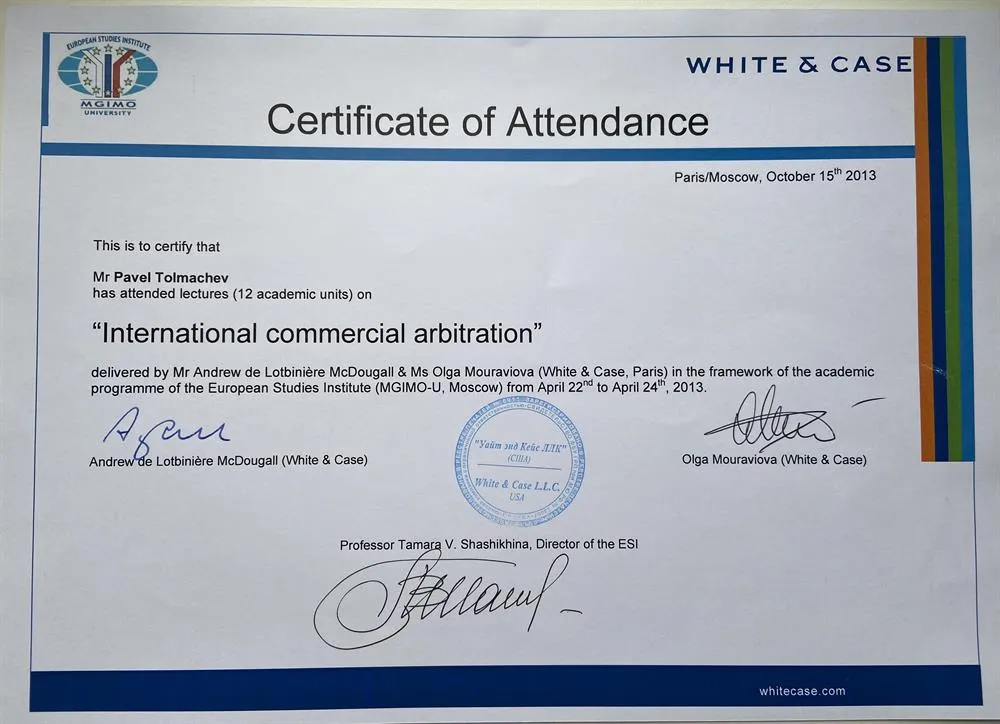 EUROPEAN STUDIES INSTITUTE
MGIMO
UNIVERSITY
WHITE & CASE
Certificate of Attendance
Paris/Moscow, October 15th 2013
This is to certify that
Mr Pavel Tolmachev
has attended lectures (12 academic units) on
“International commercial arbitration”
delivered by Mr Andrew de Lotbinière McDougall & Ms Olga Mouraviova (White & Case, Paris) in the framework of the academic
programme of the European Studies Institute (MGIMO-U, Moscow) from April 22nd to April 24th, 2013.
Andrew de Lotbinière McDougall (White & Case)
"Уайт энд Кейс ЛЛК"
(США)
White & Case L.L.C.
USA
Olga Mouraviova (White & Case)
Professor Tamara V. Shashikhina, Director of the ESI
whitecase.com